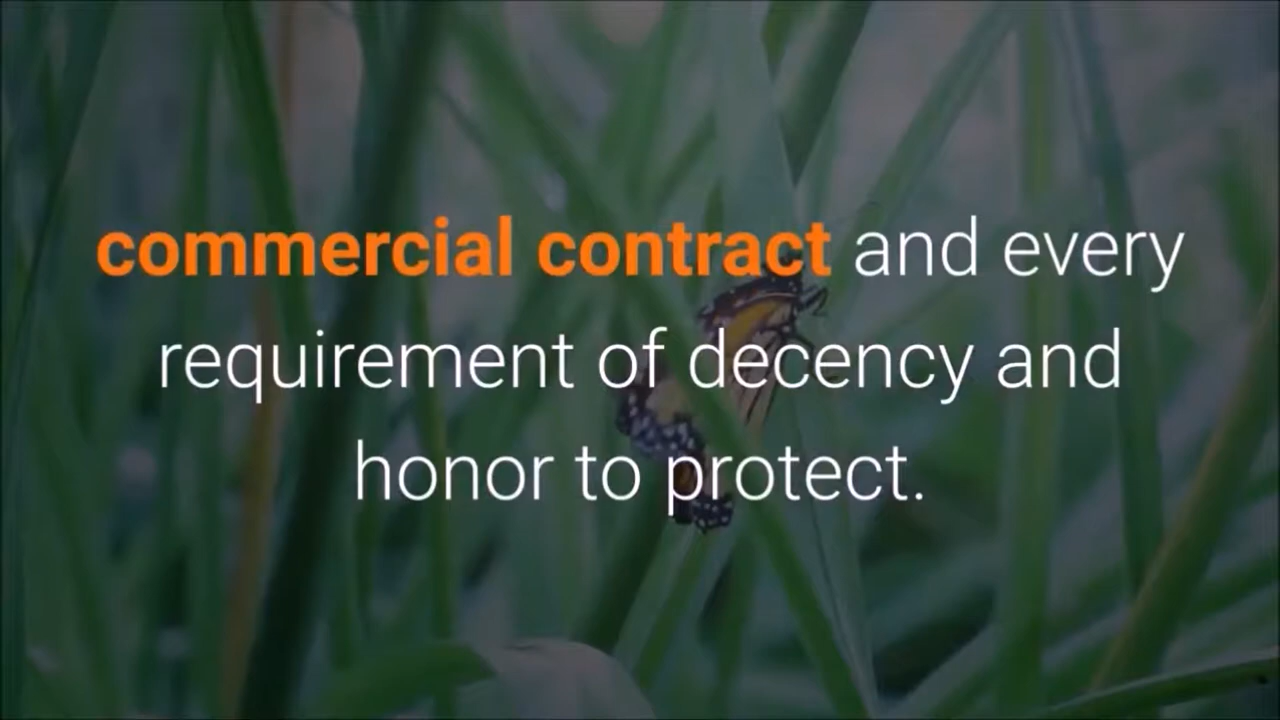 commercial contract and every
requirement of decency and
honor to protect.